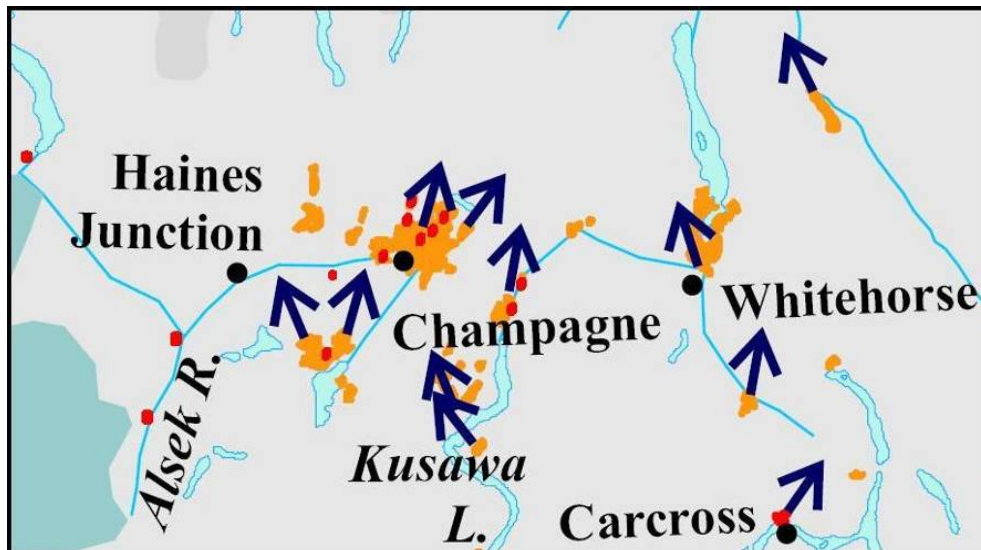 Haines
Junction
Champagne
Whitehorse
Alsek R.
Kusawa
L.
Carcross